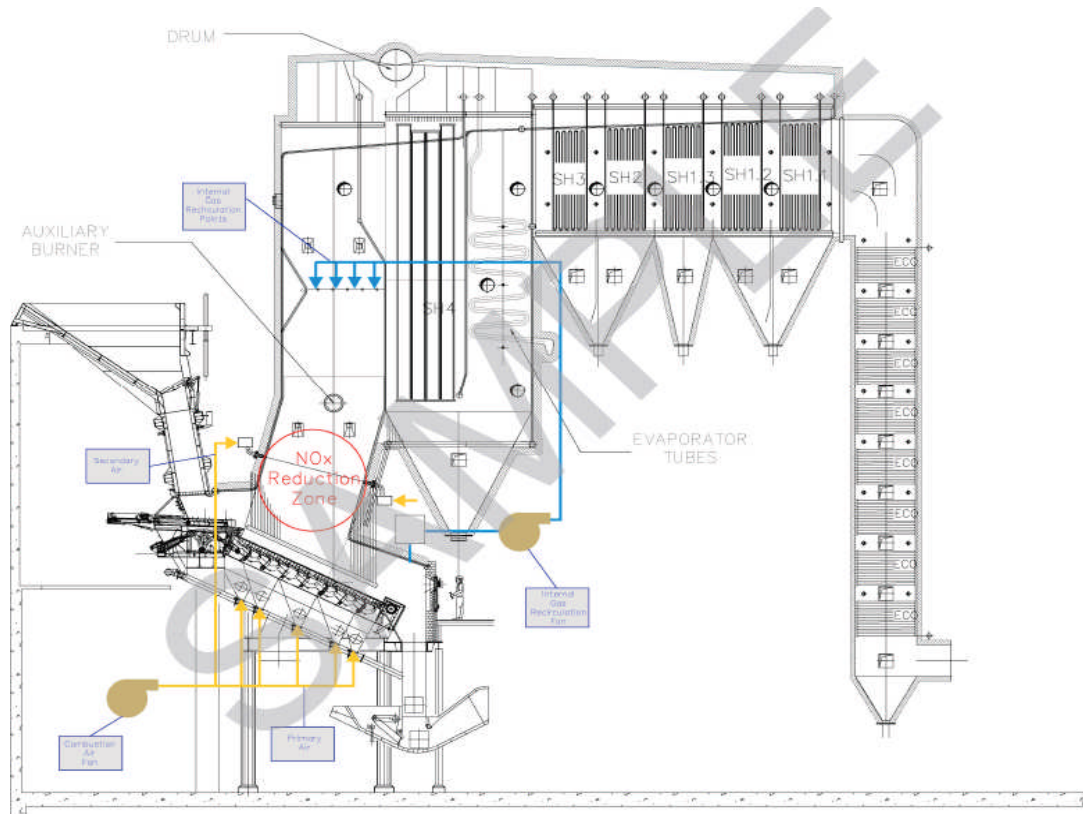 DRUM
SH3
SH2
SH1.3
SH1.2
SH1.1
Internal
Gas
Recirculation
Points
AUXILIARY
BURNER
ECO
ECO
SH4
ECO
ECO
EVAPORATOR
TUBES
Secondary
Air
NOx
Reduction
Zone
ECO
ECO
ECO
Internal
Gas
Recirculation
Fan
ECO
Combustion
Air
Fan
Primary
Air
SAMPLE